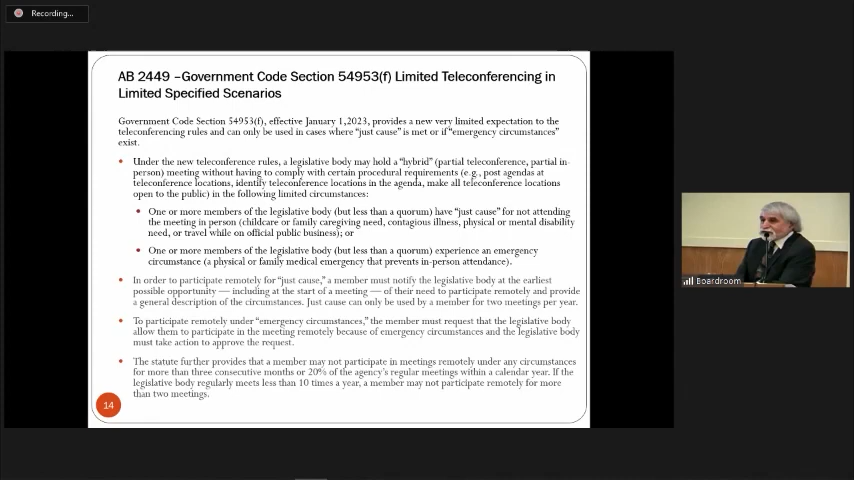 Recording...
AB 2449 –Government Code Section 54953(f) Limited Teleconferencing in
Limited Specified Scenarios
Government Code Section 54953(f), effective January 1,2023, provides a new very limited expectation to the
teleconferencing rules and can only be used in cases where “just cause” is met or if “emergency circumstances”
exist.
• Under the new teleconference rules, a legislative body may hold a “hybrid” (partial teleconference, partial in-
person) meeting without having to comply with certain procedural requirements (e.g., post agendas at
teleconference locations, identify teleconference locations in the agenda, make all teleconference locations
open to the public) in the following limited circumstances:
• One or more members of the legislative body (but less than a quorum) have “just cause” for not attending
the meeting in person (childcare or family caregiving need, contagious illness, physical or mental disability
need, or travel while on official public business); or
• One or more members of the legislative body (but less than a quorum) experience an emergency
circumstance (a physical or family medical emergency that prevents in-person attendance).
• In order to participate remotely for “just cause,” a member must notify the legislative body at the earliest
possible opportunity — including at the start of a meeting — of their need to participate remotely and provide
a general description of the circumstances. Just cause can only be used by a member for two meetings per year.
• To participate remotely under “emergency circumstances,” the member must request that the legislative body
allow them to participate in the meeting remotely because of emergency circumstances and the legislative body
must take action to approve the request.
• The statute further provides that a member may not participate in meetings remotely under any circumstances
for more than three consecutive months or 20% of the agency’s regular meetings within a calendar year. If the
legislative body regularly meets less than 10 times a year, a member may not participate remotely for more
than two meetings.
14
Boardroom